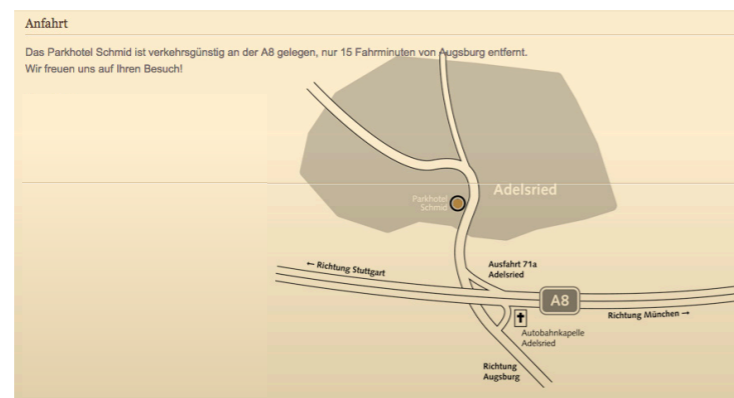 Anfahrt
Das Parkhotel Schmid ist verkehrsgünstig an der A8 gelegen, nur 15 Fahrminuten von Augsburg entfernt.
Wir freuen uns auf Ihren Besuch!
Adelsried
Parkhotel
Schmid
← Richtung Stuttgart
Ausfahrt 71a
Adelsried
A8
Richtung München →
Autobahnkapelle
Adelsried
Richtung
Augsburg